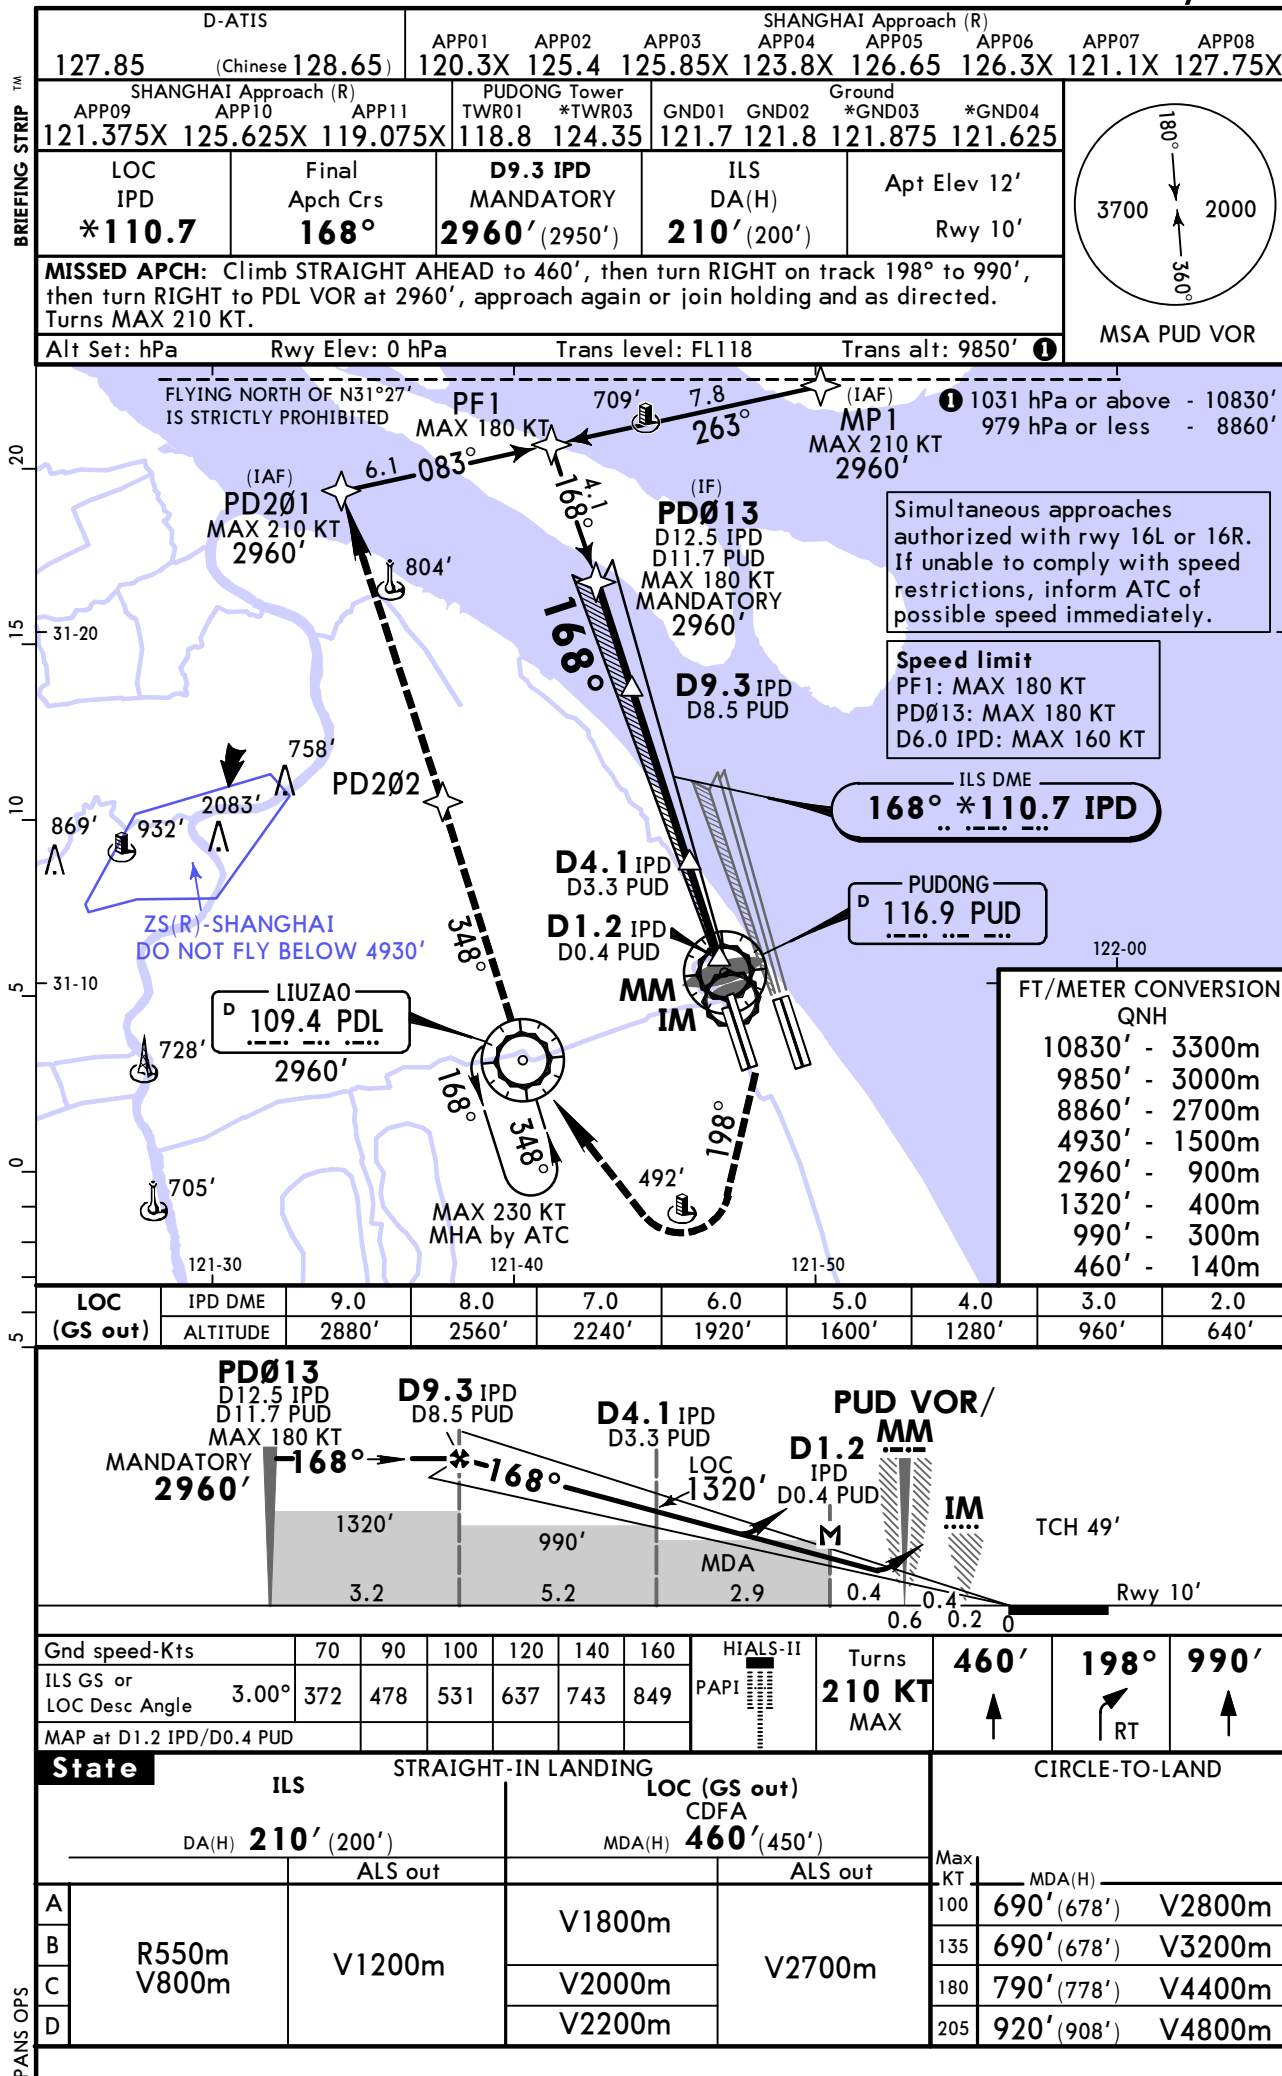 D-ATIS
127.85 (Chinese 128.65)
SHANGHAI Approach (R)
APP01 APP02 APP03 APP04 APP05 APP06 APP07 APP08
120.3X 125.4 125.85X 123.8X 126.65 126.3X 121.1X 127.75X
SHANGHAI Approach (R)
APP09 APP10 APP11
121.375X 125.625X 119.075X
PUDONG Tower
TWR01 *TWR03
118.8 124.35
Ground
GND01 GND02 *GND03 *GND04
121.7 121.8 121.875 121.625
BRIEFING STRIP TM
LOC
IPD
*110.7
Final
Apch Crs
168°
D9.3 IPD
MANDATORY
2960' (2950')
ILS
DA(H)
210' (200')
Apt Elev 12'
Rwy 10'
180°
3700 2000
360°
MSA PUD VOR
MISSED APCH: Climb STRAIGHT AHEAD to 460', then turn RIGHT on track 198° to 990',
then turn RIGHT to PDL VOR at 2960', approach again or join holding and as directed.
Turns MAX 210 KT.
Alt Set: hPa Rwy Elev: 0 hPa Trans level: FL118 Trans alt: 9850' 1
FLYING NORTH OF N31°27'
IS STRICTLY PROHIBITED
PF1
MAX 180 KT
709'
7.8
263°
(IAF)
MP1
MAX 210 KT
2960'
1 1031 hPa or above - 10830'
979 hPa or less - 8860'
(IAF)
PD2Ø1
MAX 210 KT
2960'
6.1 083°
4.1
168°
(IF)
PDØ13
D12.5 IPD
D11.7 PUD
MAX 180 KT
MANDATORY
2960'
Simultaneous approaches
authorized with rwy 16L or 16R.
If unable to comply with speed
restrictions, inform ATC of
possible speed immediately.
804'
168°
31-20
Speed limit
PF1: MAX 180 KT
PDØ13: MAX 180 KT
D6.0 IPD: MAX 160 KT
D9.3 IPD
D8.5 PUD
758'
PD2Ø2
2083'
932'
869'
ILS DME
168° *110.7 IPD
D4.1 IPD
D3.3 PUD
PUDONG
D 116.9 PUD
ZS(R)-SHANGHAI
DO NOT FLY BELOW 4930'
348°
D1.2 IPD
D0.4 PUD
122-00
MM
IM
31-10
LIUZAO
D 109.4 PDL
2960'
728'
168°
348°
198°
705'
492'
MAX 230 KT
MHA by ATC
121-30 121-40 121-50
FT/METER CONVERSION
QNH
10830' - 3300m
9850' - 3000m
8860' - 2700m
4930' - 1500m
2960' - 900m
1320' - 400m
990' - 300m
460' - 140m
20
15
10
5
0
5
LOC
(GS out)
IPD DME 9.0 8.0 7.0 6.0 5.0 4.0 3.0 2.0
ALTITUDE 2880' 2560' 2240' 1920' 1600' 1280' 960' 640'
PDØ13
D12.5 IPD
D11.7 PUD
MAX 180 KT
MANDATORY
2960'
168°
D9.3 IPD
D8.5 PUD
168°
D4.1 IPD
D3.3 PUD
LOC
1320'
D1.2
IPD
D0.4 PUD
PUD VOR/
MM
M
IM
TCH 49'
1320'
990'
MDA
Rwy 10'
3.2 5.2 2.9 0.4 0.4
0.6 0.2 0
Gnd speed-Kts 70 90 100 120 140 160
ILS GS or
LOC Desc Angle 3.00° 372 478 531 637 743 849
MAP at D1.2 IPD/D0.4 PUD
HIALS-II
PAPI
Turns
210 KT
MAX
460'
198°
RT
990'
State
STRAIGHT-IN LANDING
ILS
DA(H) 210' (200')
ALS out
LOC (GS out)
CDFA
MDA(H) 460' (450')
ALS out
CIRCLE-TO-LAND
Max
KT MDA(H)
A
B
C
D
R550m
V800m
V1200m
V1800m
V2000m
V2200m
V2700m
100 690' (678') V2800m
135 690' (678') V3200m
180 790' (778') V4400m
205 920' (908') V4800m
PANS OPS